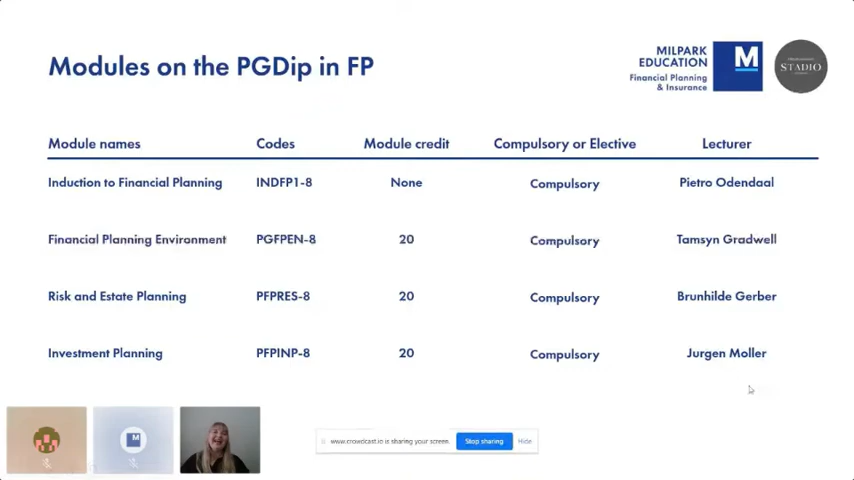 Modules on the PGDip in FP
MILPARK
EDUCATION
Financial Planning
& Insurance
M
STADIO
Module names Codes Module credit Compulsory or Elective Lecturer
Induction to Financial Planning INDFP1-8 None Compulsory Pietro Odendaal
Financial Planning Environment PGFPEN-8 20 Compulsory Tamsyn Gradwell
Risk and Estate Planning PFPRES-8 20 Compulsory Brunhilde Gerber
Investment Planning PFPINP-8 20 Compulsory Jurgen Moller
M
www.crowdcast.io is sharing your screen. Stop sharing Hide